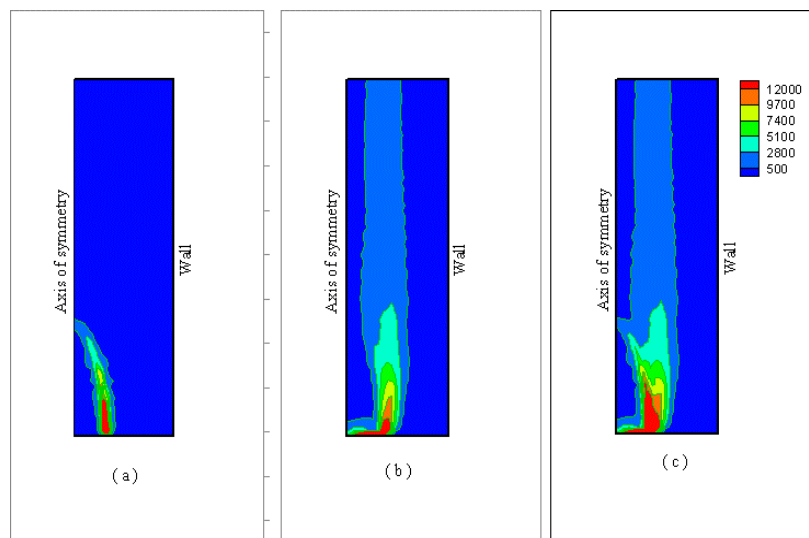 Axis of symmetry
Wall
( a )
Axis of symmetry
Wall
( b )
Axis of symmetry
Wall
( c )
12000
9700
7400
5100
2800
500